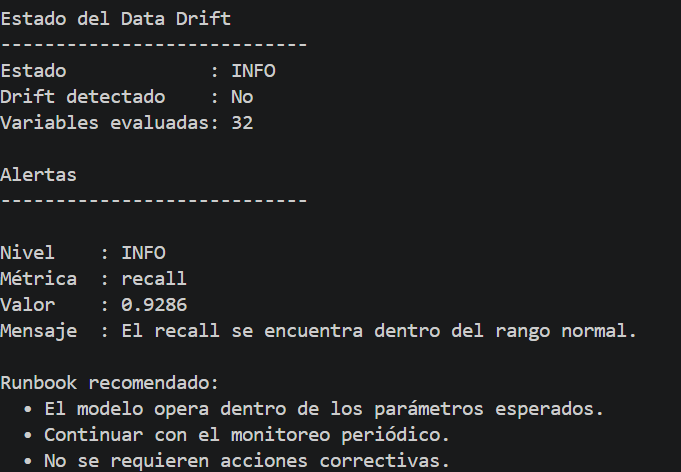 Estado del Data Drift
----------------------------
Estado             : INFO
Drift detectado    : No
Variables evaluadas: 32
Alertas
----------------------------
Nivel    : INFO
Métrica  : recall
Valor    : 0.9286
Mensaje  : El recall se encuentra dentro del rango normal.
Runbook recomendado:
  • El modelo opera dentro de los parámetros esperados.
  • Continuar con el monitoreo periódico.
  • No se requieren acciones correctivas.